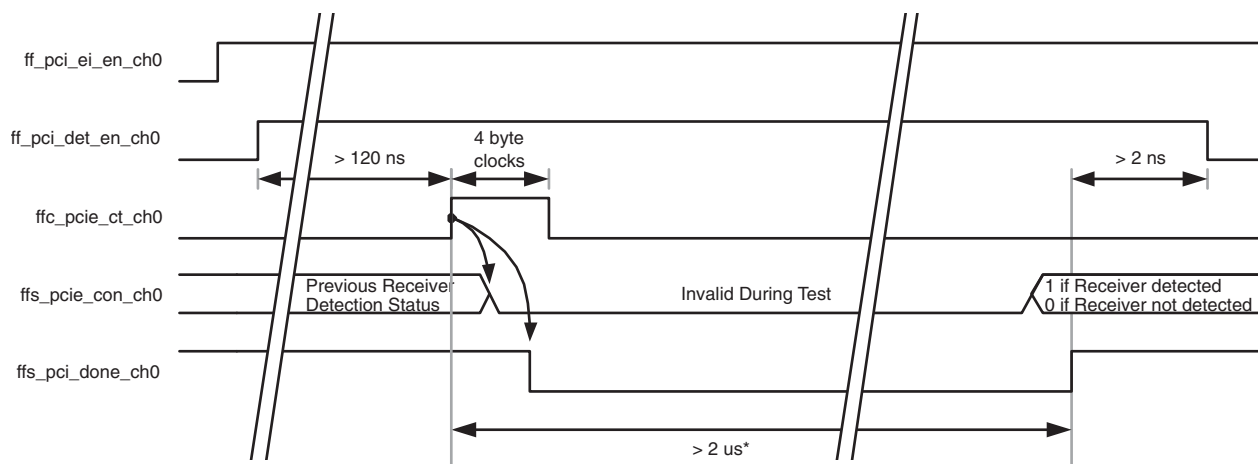 ff_pci_ei_en_ch0
ff_pci_det_en_ch0
> 120 ns
4 byte
clocks
> 2 ns
ffc_pcie_ct_ch0
ffs_pcie_con_ch0
Previous Receiver
Detection Status
Invalid During Test
1 if Receiver detected
0 if Receiver not detected
ffs_pci_done_ch0
> 2 us*